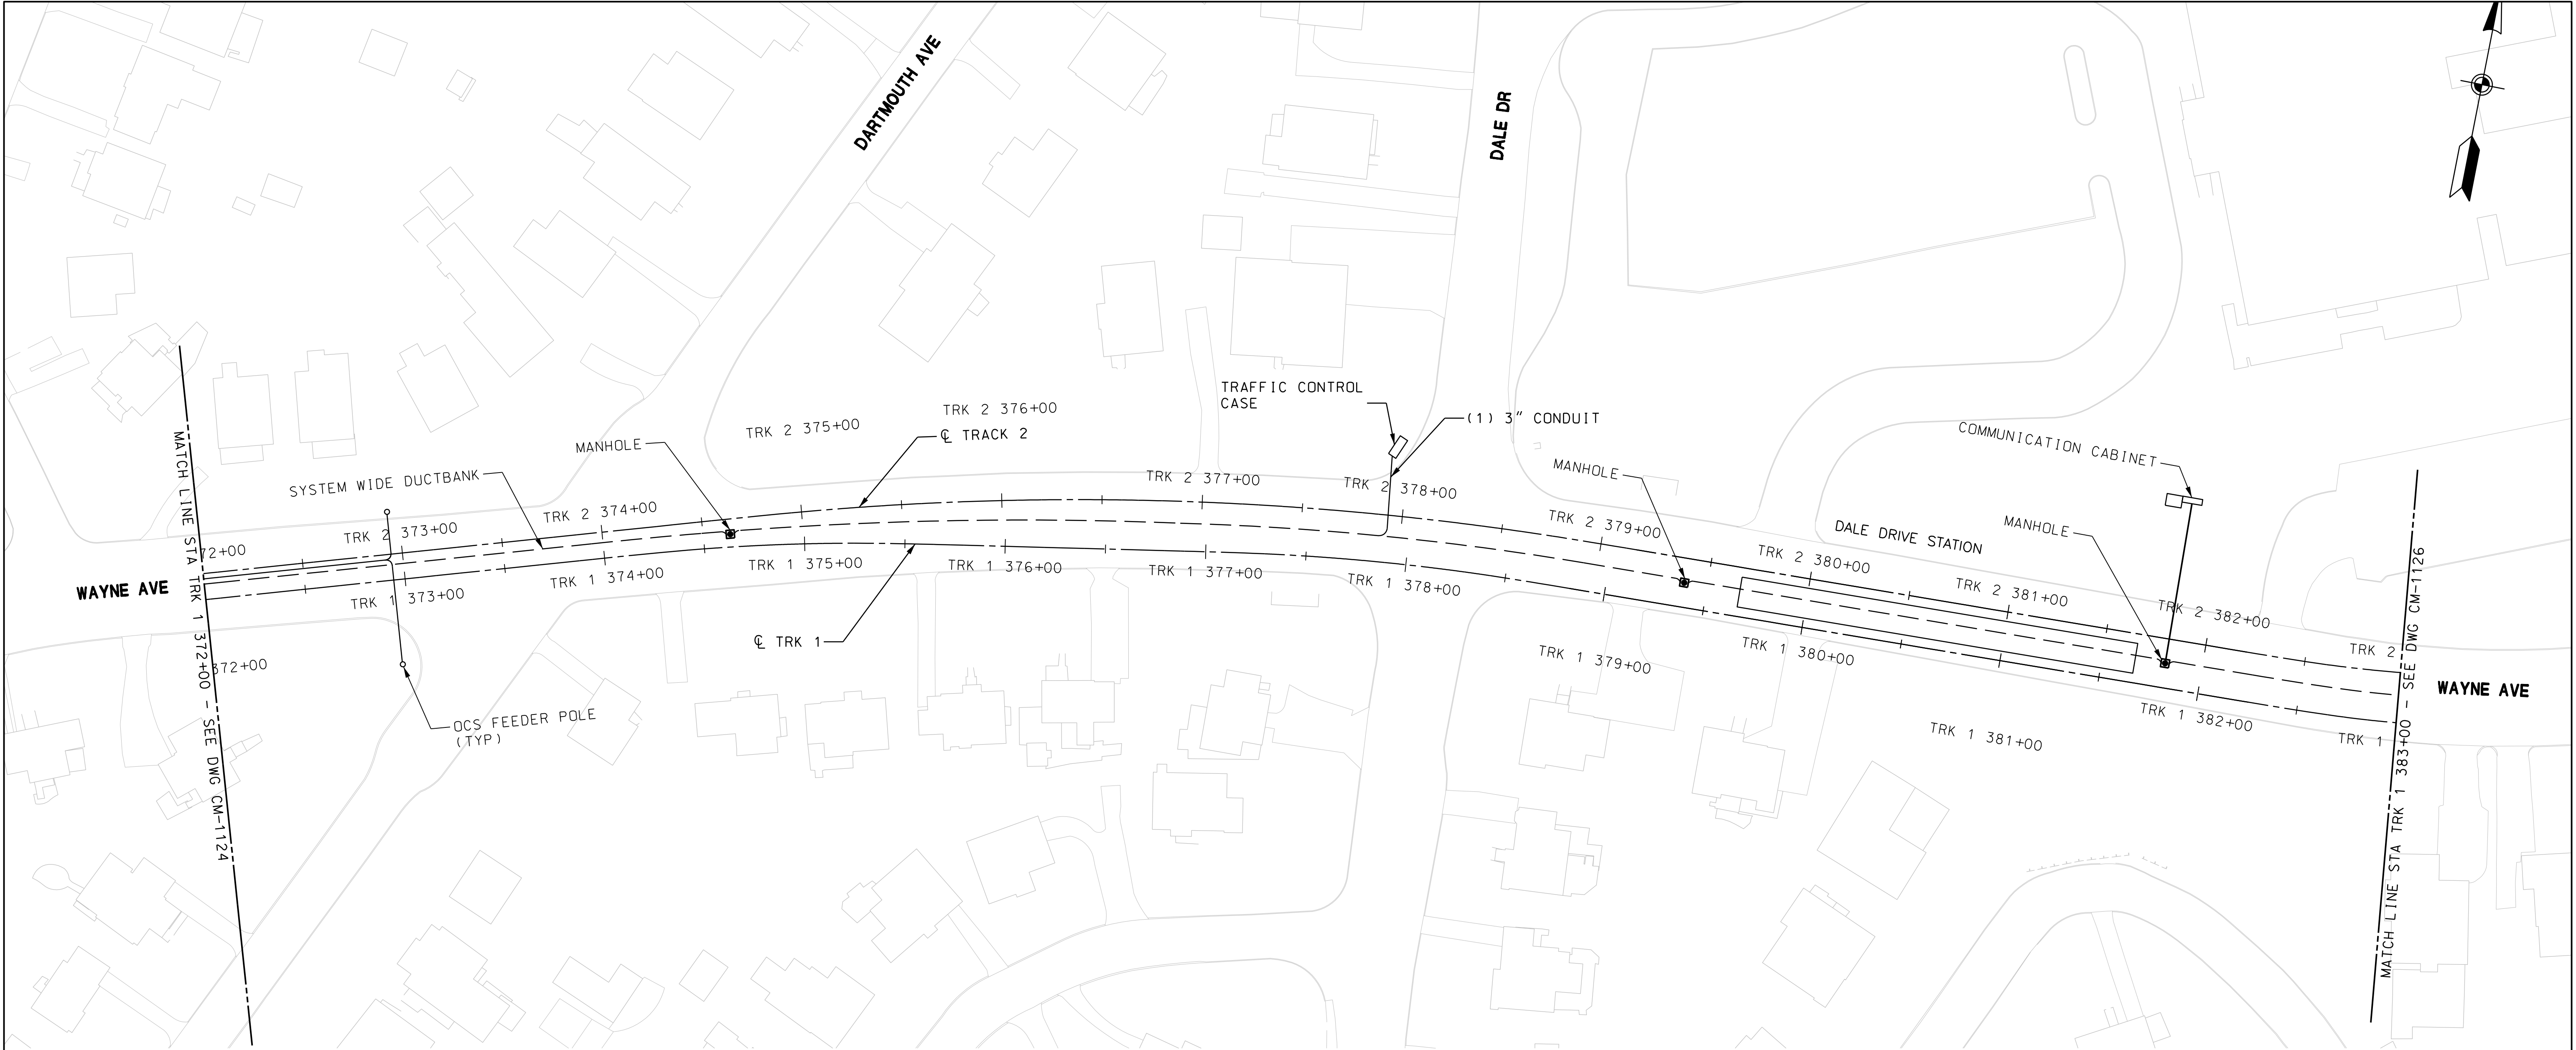 DARTMOUTH AVE
DALE DR
TRAFFIC CONTROL
CASE
(1) 3" CONDUIT
TRK 2 376+00
℄ TRACK 2
TRK 2 375+00
MANHOLE
SYSTEM WIDE DUCTBANK
COMMUNICATION CABINET
MANHOLE
MANHOLE
DALE DRIVE STATION
72+00
TRK 2 373+00
TRK 2 374+00
TRK 2 377+00
TRK 2 378+00
TRK 2 379+00
TRK 2 380+00
TRK 2 381+00
TRK 2 382+00
TRK 2
WAYNE AVE
WAYNE AVE
372+00
TRK 1 373+00
TRK 1 374+00
TRK 1 375+00
TRK 1 376+00
TRK 1 377+00
TRK 1 378+00
TRK 1 379+00
TRK 1 380+00
TRK 1 381+00
TRK 1 382+00
TRK 1
℄ TRK 1
OCS FEEDER POLE
(TYP)
MATCH LINE STA TRK 1 372+00 - SEE DWG CM-1124
MATCH LINE STA TRK 1 383+00 - SEE DWG CM-1126